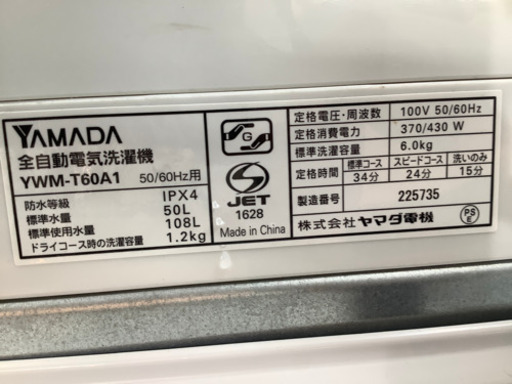 YAMADA
全自動電気洗濯機
YWM-T60A1 50/60Hz用
防水等級 IPX4
標準水量 50L
標準使用水量 108L
ドライコース時の洗濯容量 1.2kg
G
S
JET
1628
Made in China
定格電圧・周波数 100V 50/60Hz
定格消費電力 370/430 W
標準洗濯容量 6.0kg
定格時間 標準コース 34分 スピードコース 24分 洗いのみ 15分
製造番号 225735
株式会社ヤマダ電機
PS
E